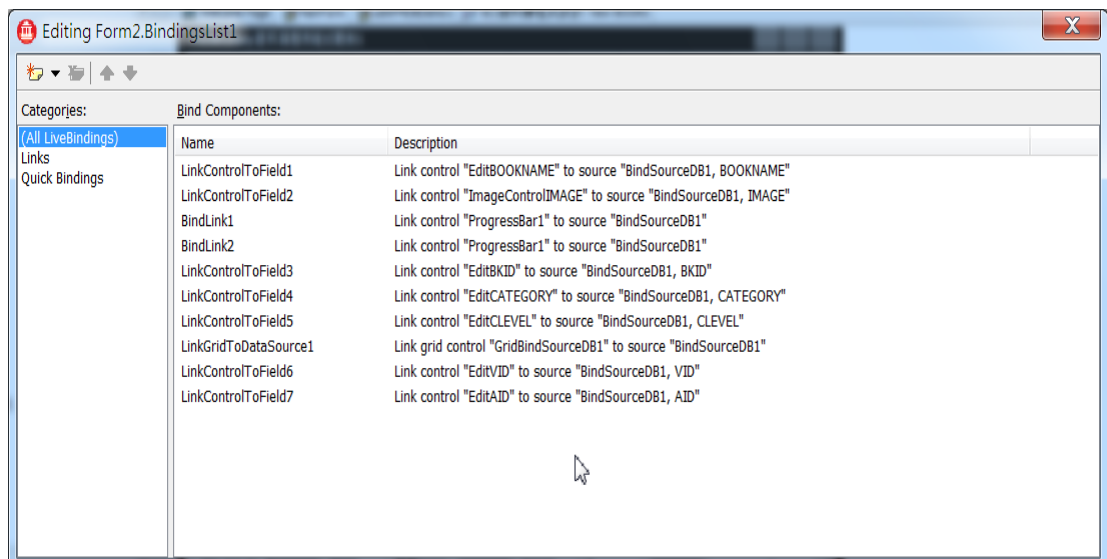 Editing Form2.BindingsList1
X
Categories:
Bind Components:
(All LiveBindings)
Links
Quick Bindings
Name Description
LinkControlToField1 Link control "EditBOOKNAME" to source "BindSourceDB1, BOOKNAME"
LinkControlToField2 Link control "ImageControlIMAGE" to source "BindSourceDB1, IMAGE"
BindLink1 Link control "ProgressBar1" to source "BindSourceDB1"
BindLink2 Link control "ProgressBar1" to source "BindSourceDB1"
LinkControlToField3 Link control "EditBKID" to source "BindSourceDB1, BKID"
LinkControlToField4 Link control "EditCATEGORY" to source "BindSourceDB1, CATEGORY"
LinkControlToField5 Link control "EditCLEVEL" to source "BindSourceDB1, CLEVEL"
LinkGridToDataSource1 Link grid control "GridBindSourceDB1" to source "BindSourceDB1"
LinkControlToField6 Link control "EditVID" to source "BindSourceDB1, VID"
LinkControlToField7 Link control "EditAID" to source "BindSourceDB1, AID"